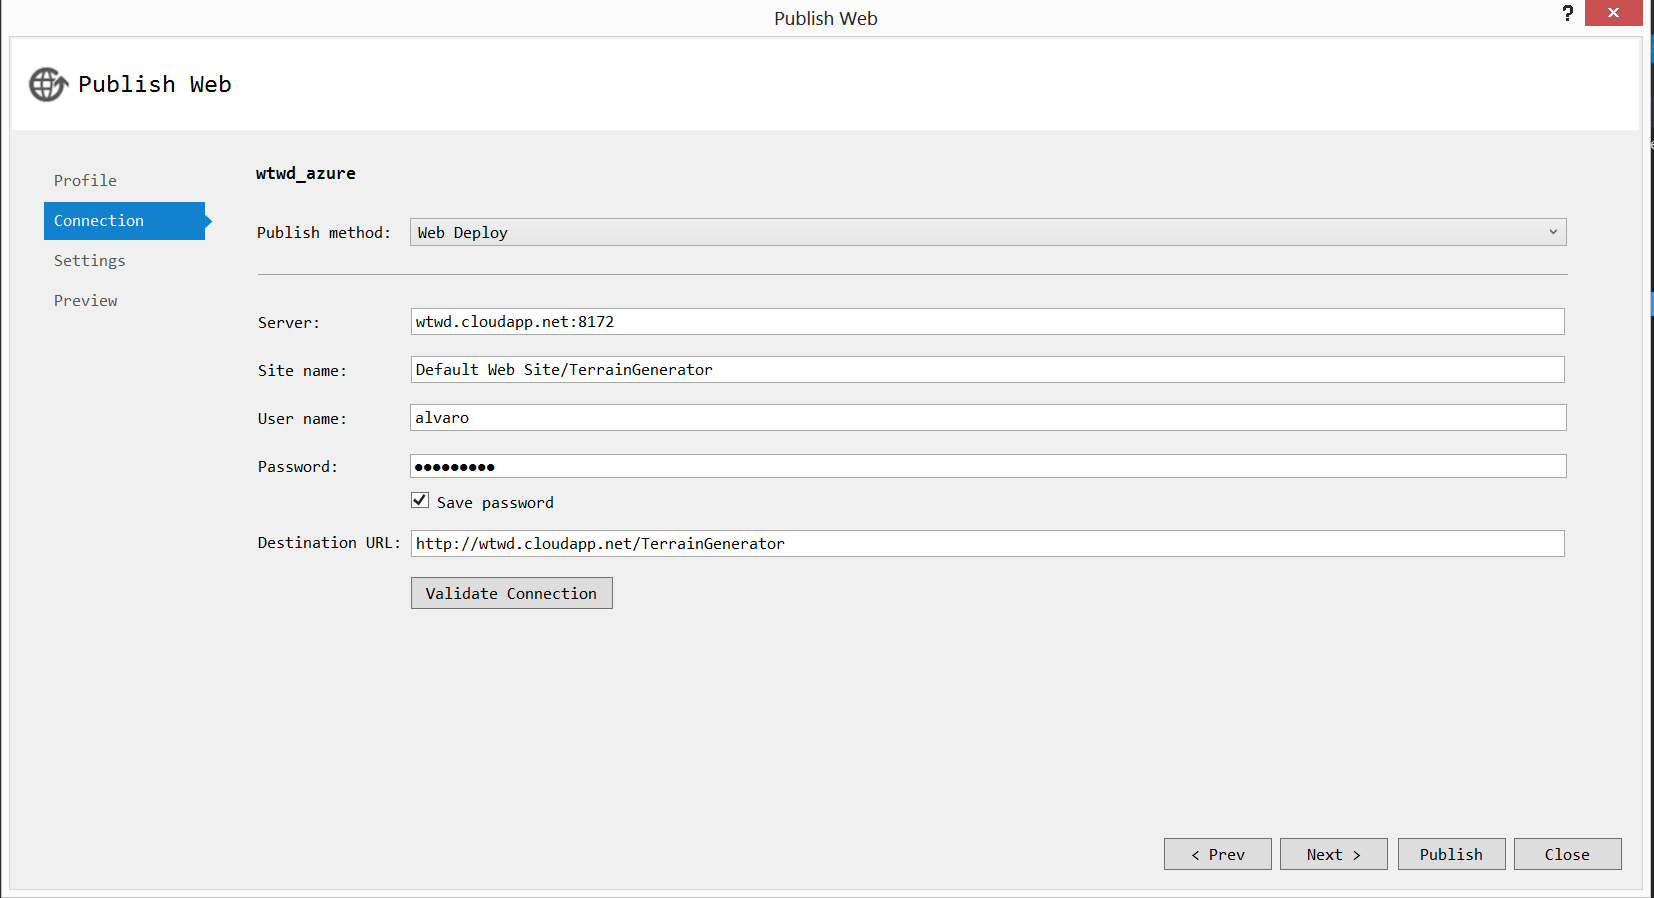 Publish Web
?
Publish Web
Profile
Connection
Settings
Preview
wtwd_azure
Publish method: Web Deploy
Server: wtwd.cloudapp.net:8172
Site name: Default Web Site/TerrainGenerator
User name: alvaro
Password: ●●●●●●●●●
Save password
Destination URL: http://wtwd.cloudapp.net/TerrainGenerator
Validate Connection
< Prev Next > Publish Close